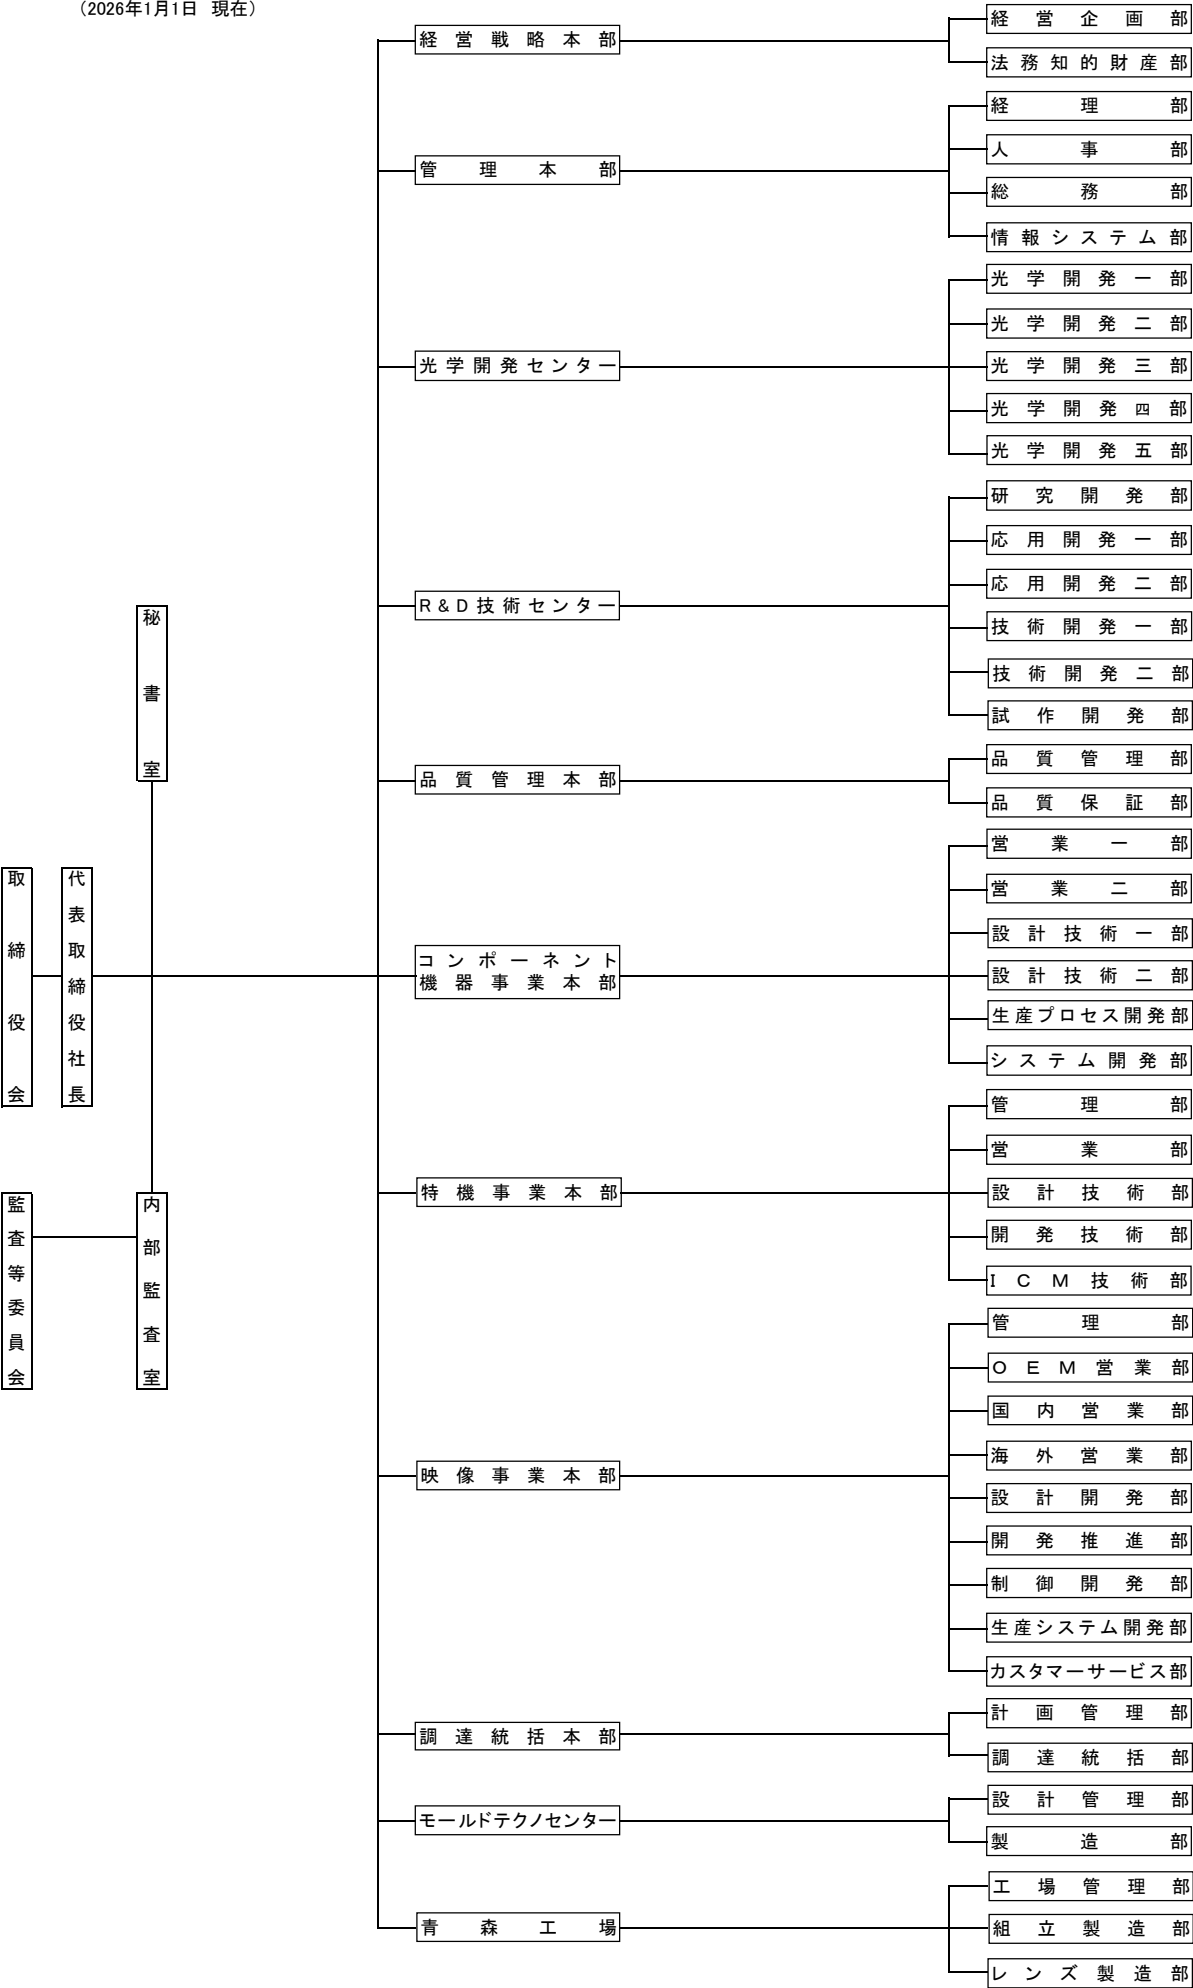 （2026年1月1日 現在）
取締役会
代表取締役社長
秘書室
監査等委員会
内部監査室
経営戦略本部
経営企画部
法務知的財産部
管理本部
経理部
人事部
総務部
情報システム部
光学開発センター
光学開発一部
光学開発二部
光学開発三部
光学開発四部
光学開発五部
R&D技術センター
研究開発部
応用開発一部
応用開発二部
技術開発一部
技術開発二部
試作開発部
品質管理本部
品質管理部
品質保証部
コンポーネント
機器事業本部
営業一部
営業二部
設計技術一部
設計技術二部
生産プロセス開発部
システム開発部
特機事業本部
管理部
営業部
設計技術部
開発技術部
ICM技術部
映像事業本部
管理部
OEM営業部
国内営業部
海外営業部
設計開発部
開発推進部
制御開発部
生産システム開発部
カスタマーサービス部
調達統括本部
計画管理部
調達統括部
モールドテクノセンター
設計管理部
製造部
青森工場
工場管理部
組立製造部
レンズ製造部